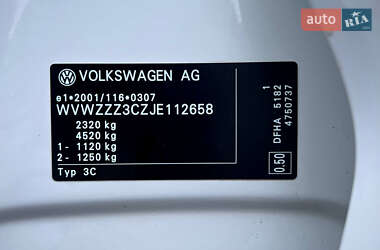 auto RIA.com
VOLKSWAGEN AG
e1*2001/116*0307
WVWZZZ3CZJE112658
2320 kg
4520 kg
1- 1120 kg
2- 1250 kg
Typ 3C
1
DFHA 5182
4750737
0.50